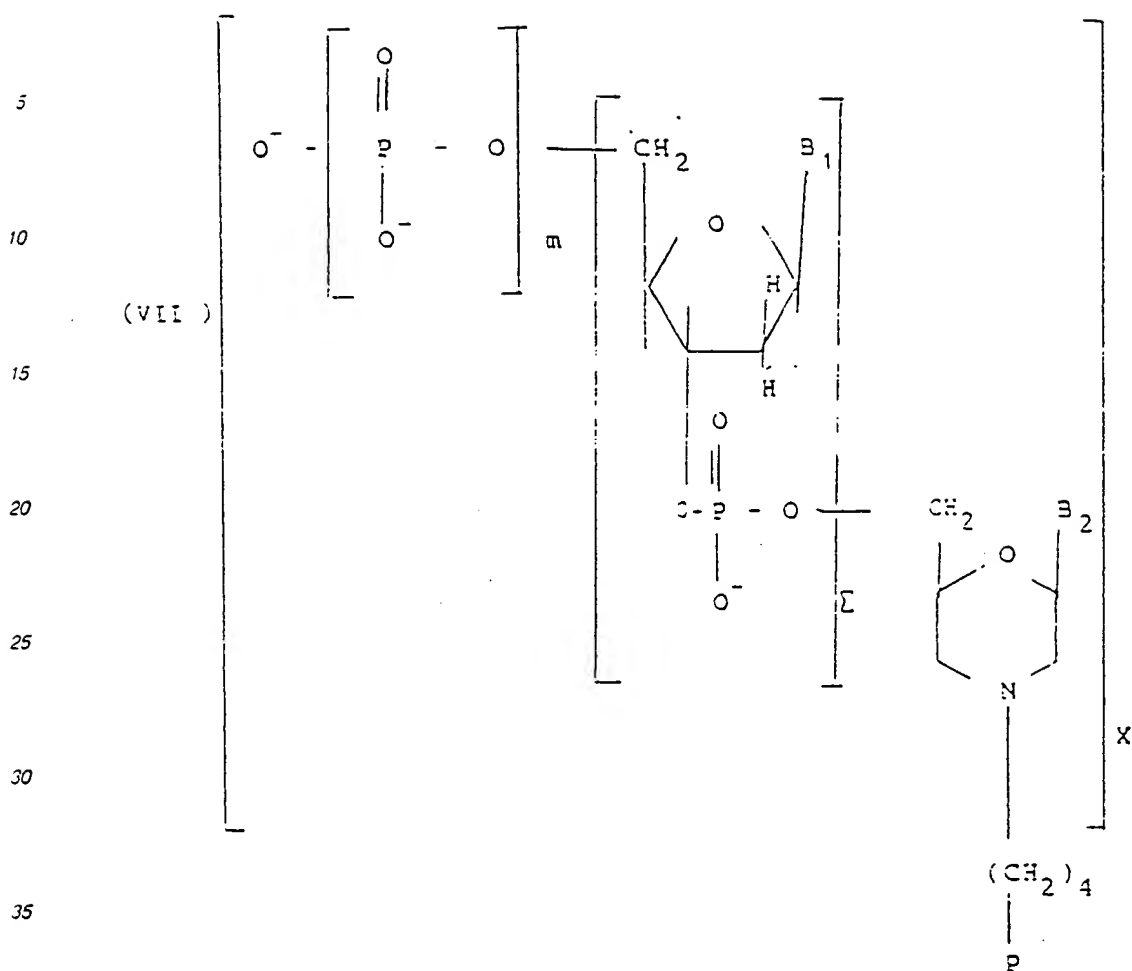 O
5
O⁻ - P - O CH₂ B₁
10 O⁻ m O
H
(VII )
15
H
O
20 O-P - O CH₂ B₂
O
O⁻ Σ
25
N
X
30
(CH₂)₄
35
P